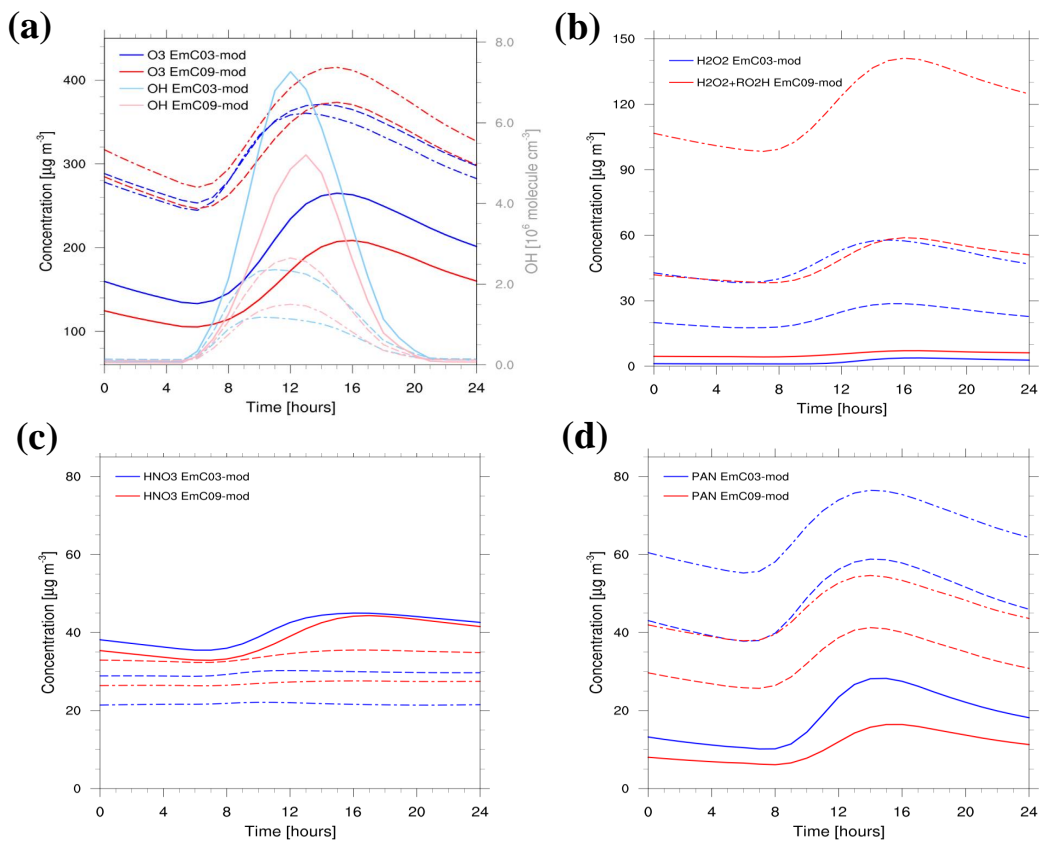 (a)
8.0
O3 EmC03-mod
O3 EmC09-mod
OH EmC03-mod
OH EmC09-mod
400
300
200
100
6.0
4.0
2.0
0.0
Concentration [µg m-3]
OH [10^6 molecule cm-3]
0 4 8 12 16 20 24
Time [hours]
(b)
150
120
90
60
30
0
H2O2 EmC03-mod
H2O2+RO2H EmC09-mod
Concentration [µg m-3]
0 4 8 12 16 20 24
Time [hours]
(c)
80
60
40
20
0
HNO3 EmC03-mod
HNO3 EmC09-mod
Concentration [µg m-3]
0 4 8 12 16 20 24
Time [hours]
(d)
80
60
40
20
0
PAN EmC03-mod
PAN EmC09-mod
Concentration [µg m-3]
0 4 8 12 16 20 24
Time [hours]